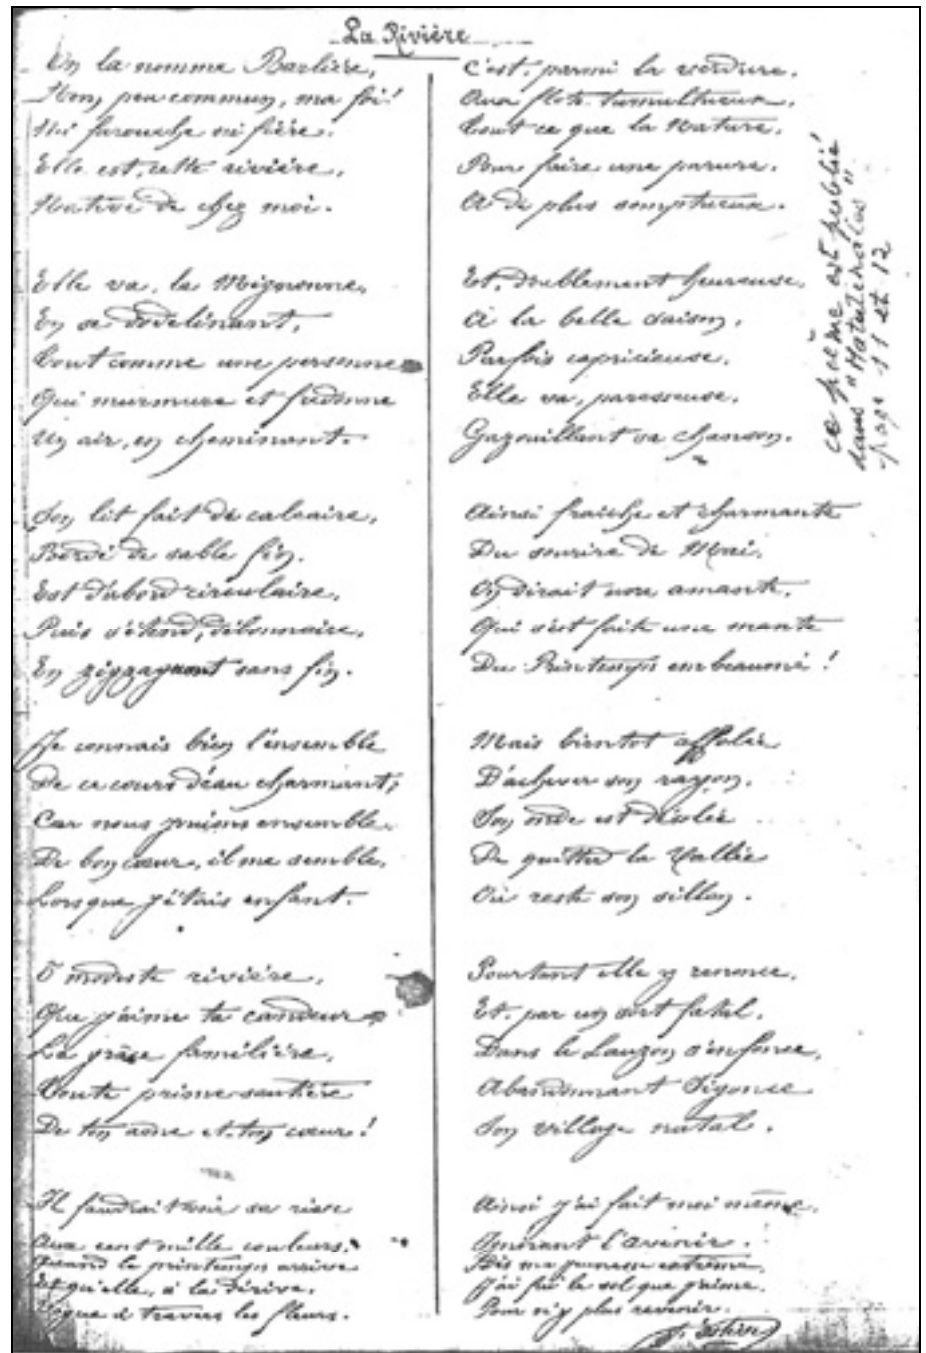 La Rivière
On la nomme Barlière,
Nom peu commun, ma foi!
Ni farouche ni fière.
Elle est, cette rivière,
Native de chez moi.
Elle va, la Mignonne,
En se dodelinant,
Tout comme une personne
Qui murmure et fredonne
Un air, en cheminant.
Son lit fait de calcaire,
Bordé de sable fin.
Est d'abord circulaire,
Puis s'étend, débonnaire,
En zigzaguant sans fin.
Je connais bien l'ensemble
De ce cours d'eau charmant,
Car nous jouions ensemble
De bon cœur, il me semble,
Lorsque j'étais enfant.
O modeste rivière,
Que j'aime ta candeur
La grâce familière,
Toute prime-sautière
De ton âme et ton cœur!
Il faudrait voir sa rive
Aux cent mille couleurs,
Quand le printemps arrive
Et qu'elle, à la dérive,
Vogue à travers les fleurs.
C'est, parmi la verdure,
Aux flots tumultueux,
Tout ce que la Nature,
Pour faire une parure,
A de plus somptueux.
Et, doublement heureuse,
A la belle saison,
Parfois capricieuse,
Elle va, paresseuse,
Gazouillant sa chanson.
Ainsi fraîche et charmante
Du sourire de Mai,
On dirait une amante,
Qui s'est faite une mante
Du Printemps embeaumé!
Mais bientot affolée
D'achever son rayon,
Son onde est désolée
De quitter la Vallée
Où reste son sillon.
Pourtant elle y renonce,
Et, par un sort fatal,
Dans le Lauzon s'enfonce,
Abandonnant Sigonce
Son village natal.
Ainsi j'ai fait moi même,
Ignorant l'avenir.
Dès ma jeunesse extrême,
J'ai fui le sol que j'aime,
Pour n'y plus revenir.
ce poème est publié
dans "Matutinalos"
page 11 et 12